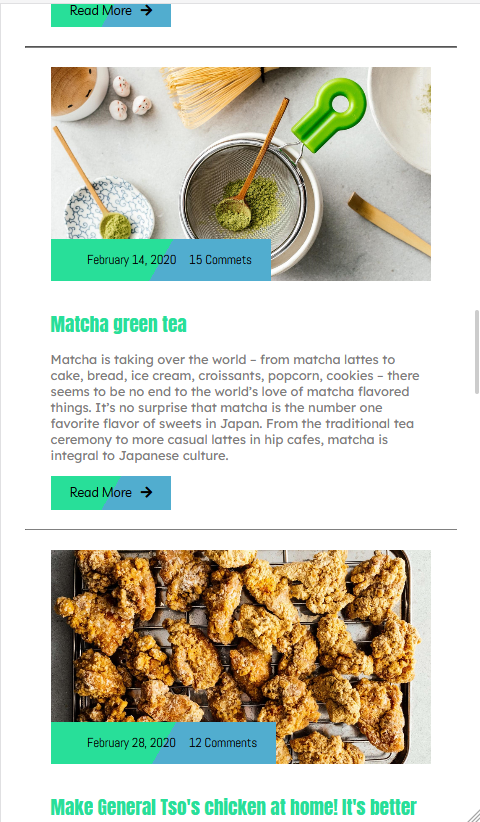 Read More
February 14, 2020 15 Commets
Matcha green tea
Matcha is taking over the world – from matcha lattes to
cake, bread, ice cream, croissants, popcorn, cookies – there
seems to be no end to the world’s love of matcha flavored
things. It’s no surprise that matcha is the number one
favorite flavor of sweets in Japan. From the traditional tea
ceremony to more casual lattes in hip cafes, matcha is
integral to Japanese culture.
Read More
February 28, 2020 12 Comments
Make General Tso's chicken at home! It's better